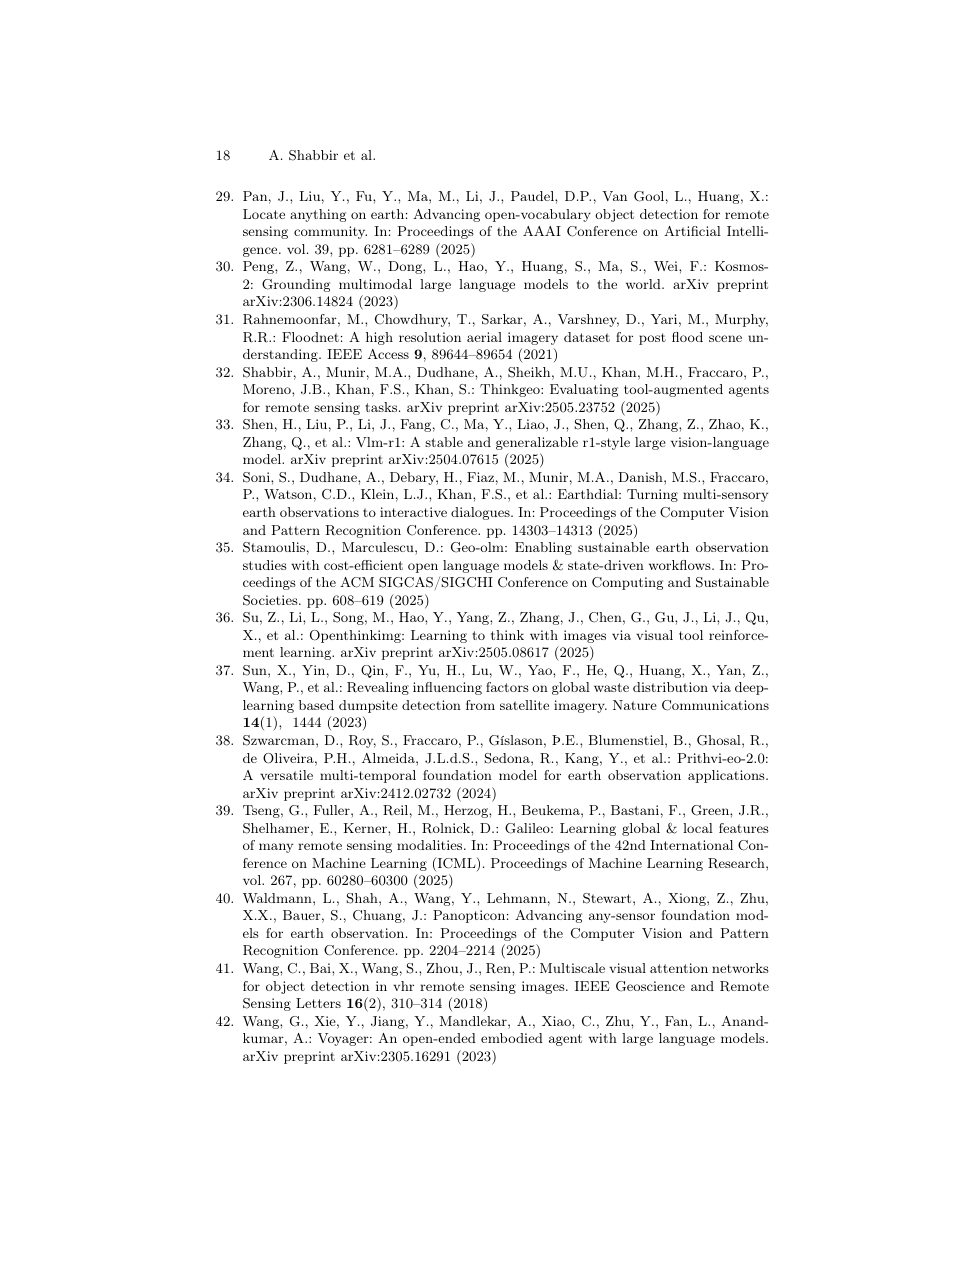 18 A. Shabbir et al.
29. Pan, J., Liu, Y., Fu, Y., Ma, M., Li, J., Paudel, D.P., Van Gool, L., Huang, X.:
Locate anything on earth: Advancing open-vocabulary object detection for remote
sensing community. In: Proceedings of the AAAI Conference on Artificial Intelli-
gence. vol. 39, pp. 6281–6289 (2025)
30. Peng, Z., Wang, W., Dong, L., Hao, Y., Huang, S., Ma, S., Wei, F.: Kosmos-
2: Grounding multimodal large language models to the world. arXiv preprint
arXiv:2306.14824 (2023)
31. Rahnemoonfar, M., Chowdhury, T., Sarkar, A., Varshney, D., Yari, M., Murphy,
R.R.: Floodnet: A high resolution aerial imagery dataset for post flood scene un-
derstanding. IEEE Access 9, 89644–89654 (2021)
32. Shabbir, A., Munir, M.A., Dudhane, A., Sheikh, M.U., Khan, M.H., Fraccaro, P.,
Moreno, J.B., Khan, F.S., Khan, S.: Thinkgeo: Evaluating tool-augmented agents
for remote sensing tasks. arXiv preprint arXiv:2505.23752 (2025)
33. Shen, H., Liu, P., Li, J., Fang, C., Ma, Y., Liao, J., Shen, Q., Zhang, Z., Zhao, K.,
Zhang, Q., et al.: Vlm-r1: A stable and generalizable r1-style large vision-language
model. arXiv preprint arXiv:2504.07615 (2025)
34. Soni, S., Dudhane, A., Debary, H., Fiaz, M., Munir, M.A., Danish, M.S., Fraccaro,
P., Watson, C.D., Klein, L.J., Khan, F.S., et al.: Earthdial: Turning multi-sensory
earth observations to interactive dialogues. In: Proceedings of the Computer Vision
and Pattern Recognition Conference. pp. 14303–14313 (2025)
35. Stamoulis, D., Marculescu, D.: Geo-olm: Enabling sustainable earth observation
studies with cost-efficient open language models & state-driven workflows. In: Pro-
ceedings of the ACM SIGCAS/SIGCHI Conference on Computing and Sustainable
Societies. pp. 608–619 (2025)
36. Su, Z., Li, L., Song, M., Hao, Y., Yang, Z., Zhang, J., Chen, G., Gu, J., Li, J., Qu,
X., et al.: Openthinkimg: Learning to think with images via visual tool reinforce-
ment learning. arXiv preprint arXiv:2505.08617 (2025)
37. Sun, X., Yin, D., Qin, F., Yu, H., Lu, W., Yao, F., He, Q., Huang, X., Yan, Z.,
Wang, P., et al.: Revealing influencing factors on global waste distribution via deep-
learning based dumpsite detection from satellite imagery. Nature Communications
14(1), 1444 (2023)
38. Szwarcman, D., Roy, S., Fraccaro, P., Gíslason, Þ.E., Blumenstiel, B., Ghosal, R.,
de Oliveira, P.H., Almeida, J.L.d.S., Sedona, R., Kang, Y., et al.: Prithvi-eo-2.0:
A versatile multi-temporal foundation model for earth observation applications.
arXiv preprint arXiv:2412.02732 (2024)
39. Tseng, G., Fuller, A., Reil, M., Herzog, H., Beukema, P., Bastani, F., Green, J.R.,
Shelhamer, E., Kerner, H., Rolnick, D.: Galileo: Learning global & local features
of many remote sensing modalities. In: Proceedings of the 42nd International Con-
ference on Machine Learning (ICML). Proceedings of Machine Learning Research,
vol. 267, pp. 60280–60300 (2025)
40. Waldmann, L., Shah, A., Wang, Y., Lehmann, N., Stewart, A., Xiong, Z., Zhu,
X.X., Bauer, S., Chuang, J.: Panopticon: Advancing any-sensor foundation mod-
els for earth observation. In: Proceedings of the Computer Vision and Pattern
Recognition Conference. pp. 2204–2214 (2025)
41. Wang, C., Bai, X., Wang, S., Zhou, J., Ren, P.: Multiscale visual attention networks
for object detection in vhr remote sensing images. IEEE Geoscience and Remote
Sensing Letters 16(2), 310–314 (2018)
42. Wang, G., Xie, Y., Jiang, Y., Mandlekar, A., Xiao, C., Zhu, Y., Fan, L., Anand-
kumar, A.: Voyager: An open-ended embodied agent with large language models.
arXiv preprint arXiv:2305.16291 (2023)